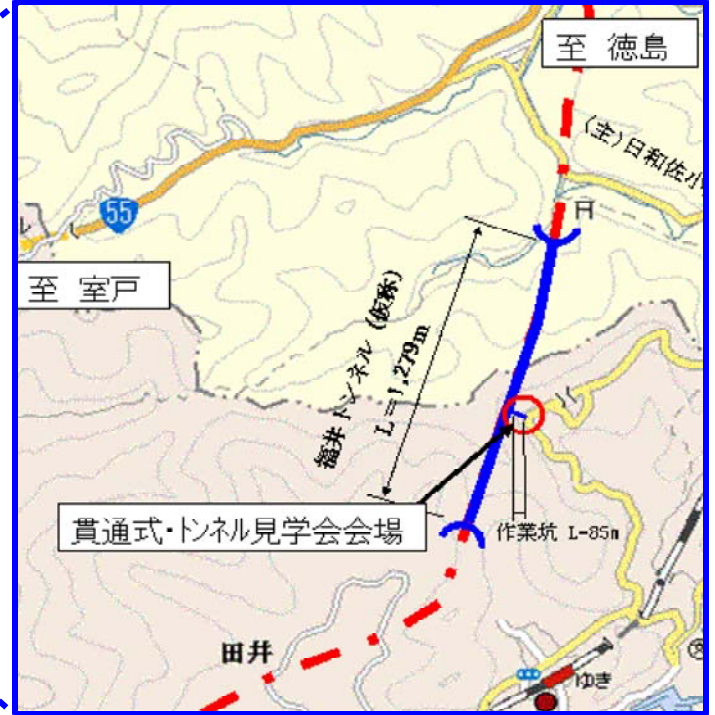 至 徳島
(主)日和佐小
55
至 室戸
福井トンネル (仮称)
L=1,279m
貫通式・トンネル見学会会場
作業坑 L-85m
田井
ゆき